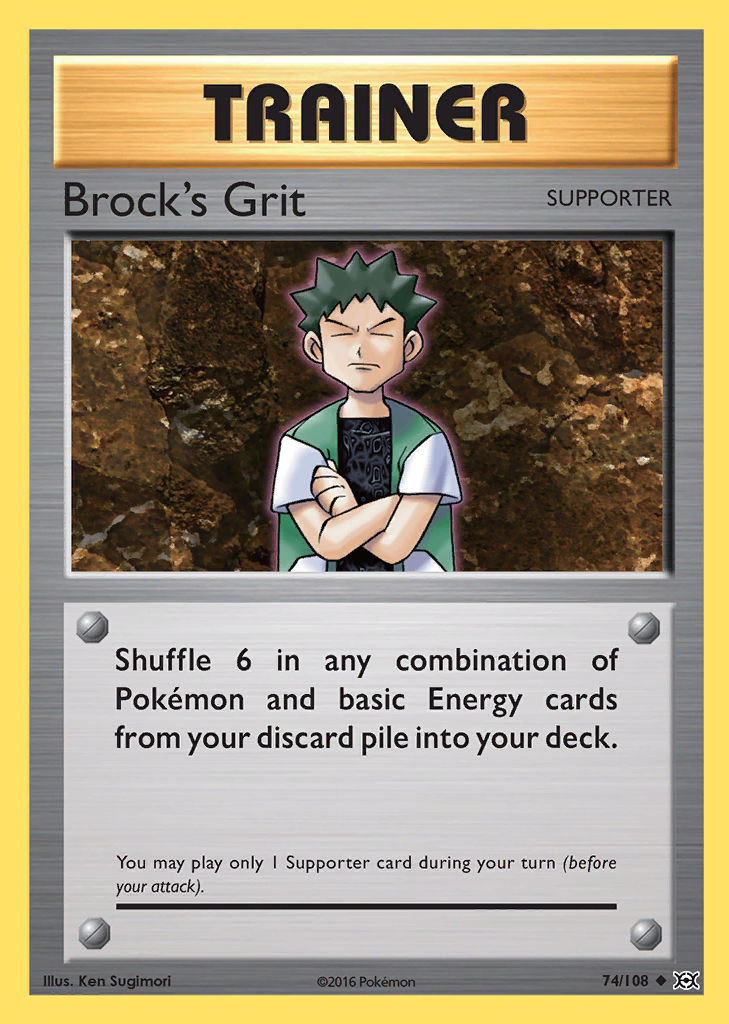 TRAINER
Brock's Grit
SUPPORTER
Shuffle 6 in any combination of
Pokémon and basic Energy cards
from your discard pile into your deck.
You may play only 1 Supporter card during your turn (before
your attack).
Illus. Ken Sugimori
©2016 Pokémon
74/108